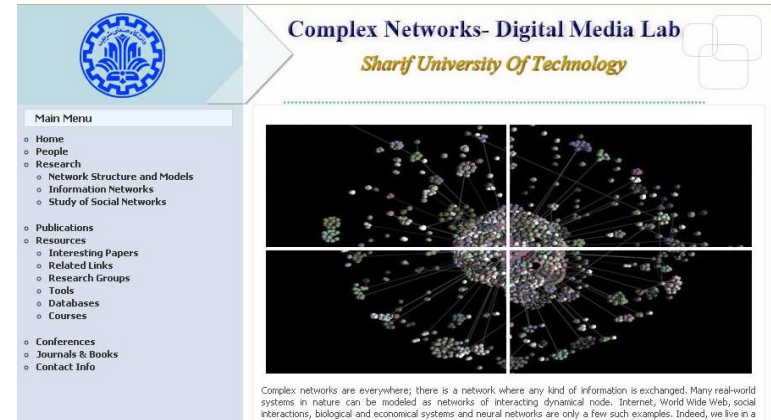 Complex Networks- Digital Media Lab
Sharif University Of Technology
Main Menu
Home
People
Research
Network Structure and Models
Information Networks
Study of Social Networks
Publications
Resources
Interesting Papers
Related Links
Research Groups
Tools
Databases
Courses
Conferences
Journals & Books
Contact Info
Complex networks are everywhere; there is a network where any kind of information is exchanged. Many real-world
systems in nature can be modeled as networks of interacting dynamical node. Internet, World Wide Web, social
interactions, biological and economical systems and neural networks are only a few such examples. Indeed, we live in a